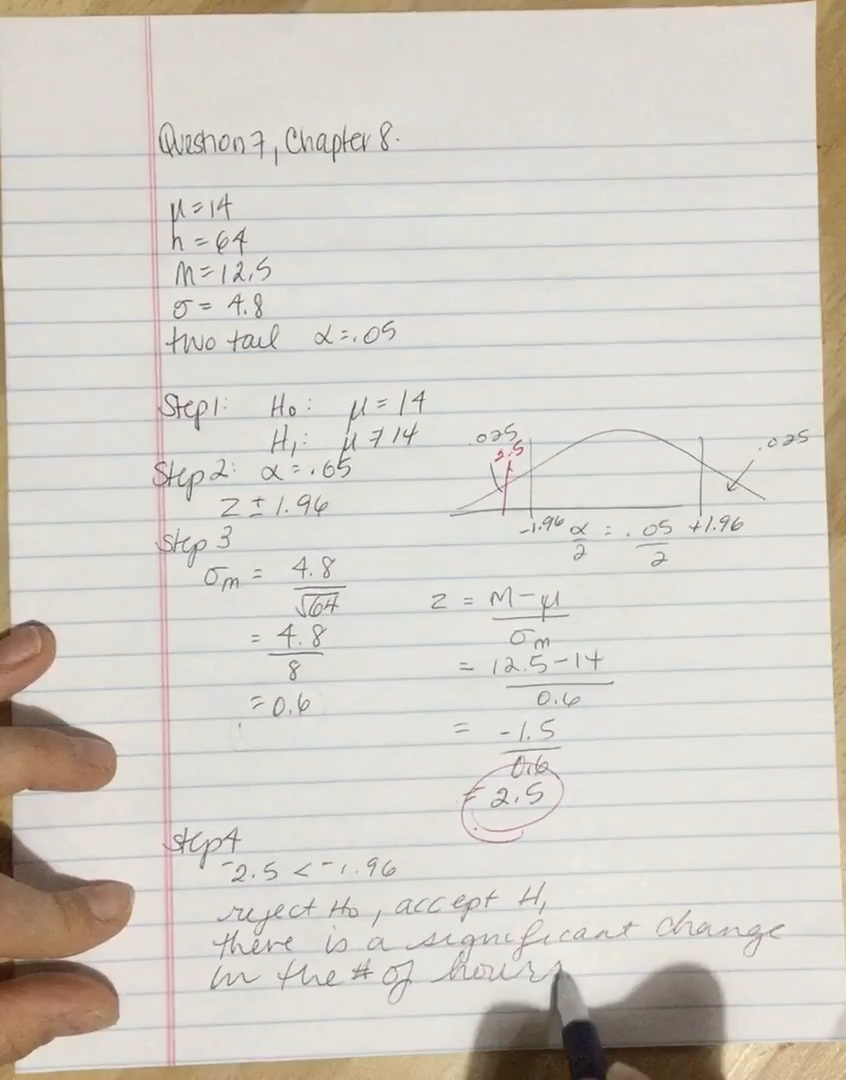 Question 7, Chapter 8.
μ = 14
n = 64
M = 12.5
σ = 4.8
two tail α = .05
Step 1: H₀: μ = 14
H₁: μ ≠ 14
Step 2: α = .05
Z ± 1.96
.025
2.5
.025
-1.96
+1.96
α/2 = .05/2
Step 3
σm = 4.8/√64
= 4.8/8
= 0.6
Z = M-μ/σm
= 12.5-14/0.6
= -1.5/0.6
= 2.5
Step 4
-2.5 < -1.96
reject H₀, accept H₁
there is a significant change
in the # of hours